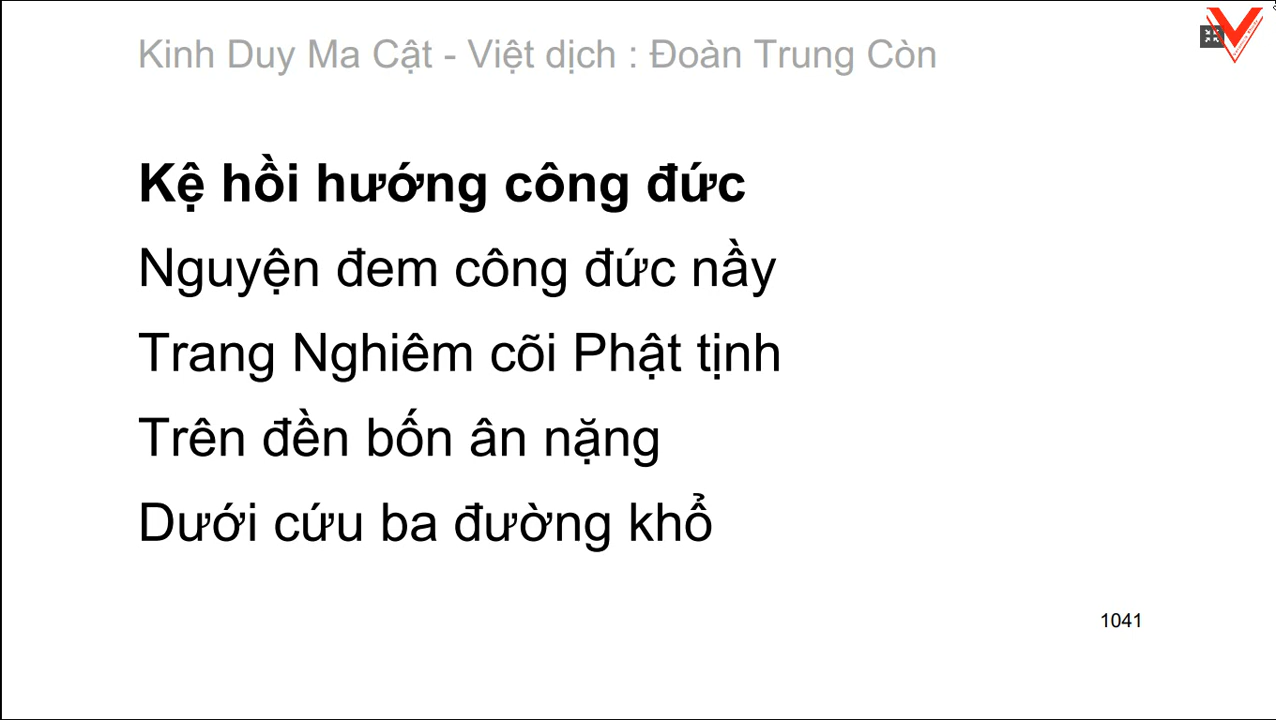 Kinh Duy Ma Cật - Việt dịch : Đoàn Trung Còn
Kệ hồi hướng công đức
Nguyện đem công đức nầy
Trang Nghiêm cõi Phật tịnh
Trên đền bốn ân nặng
Dưới cứu ba đường khổ
1041